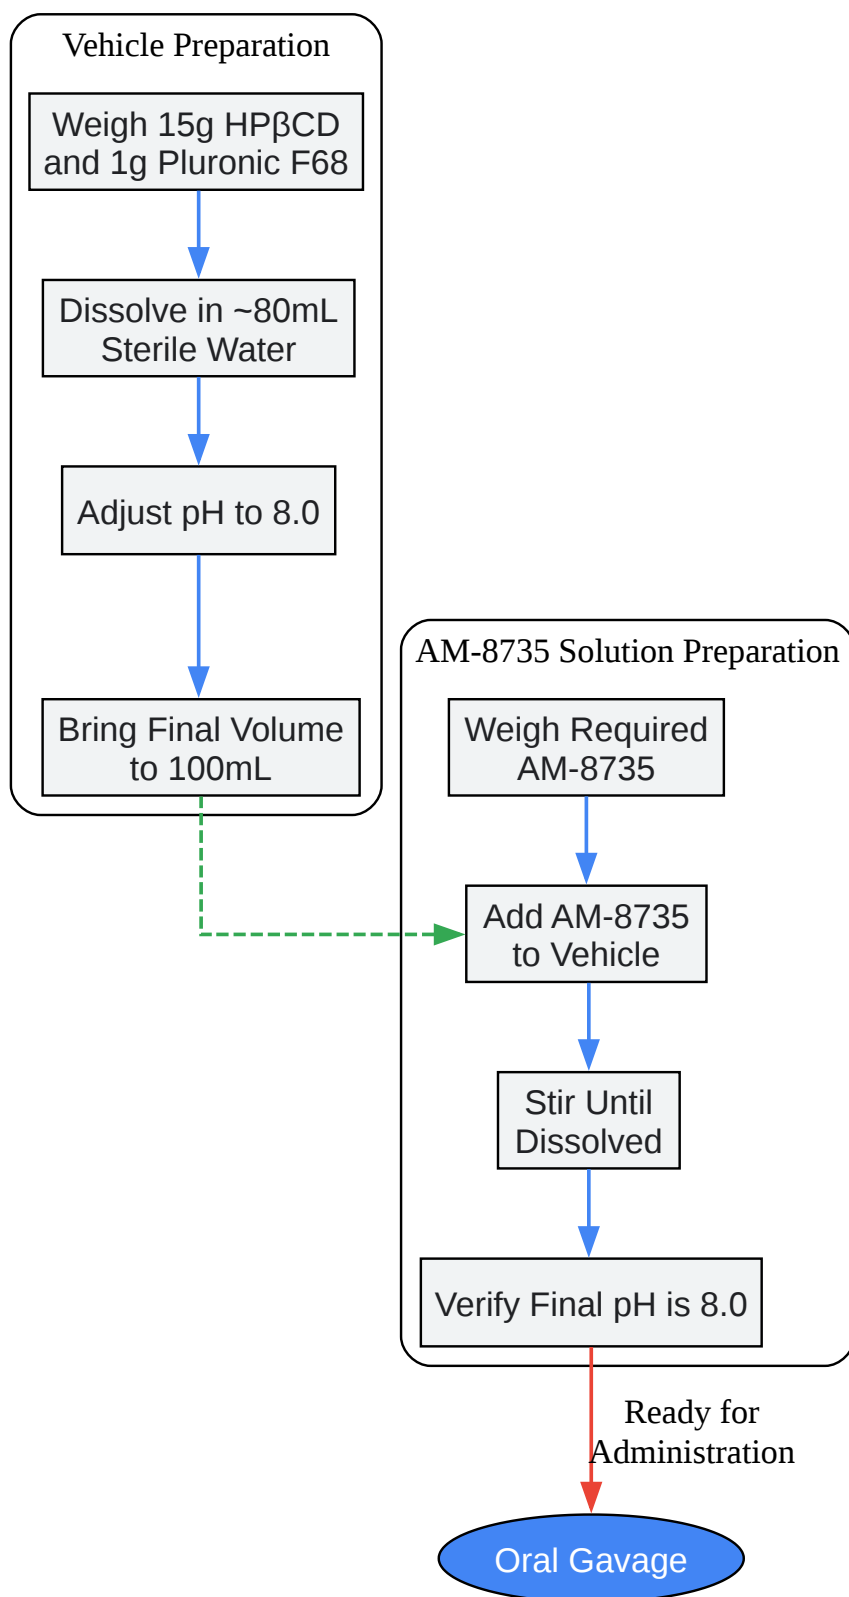 Vehicle Preparation
Weigh 15g HPβCD
and 1g Pluronic F68
Dissolve in ~80mL
Sterile Water
Adjust pH to 8.0
Bring Final Volume
to 100mL
AM-8735 Solution Preparation
Weigh Required
AM-8735
Add AM-8735
to Vehicle
Stir Until
Dissolved
Verify Final pH is 8.0
Ready for
Administration
Oral Gavage